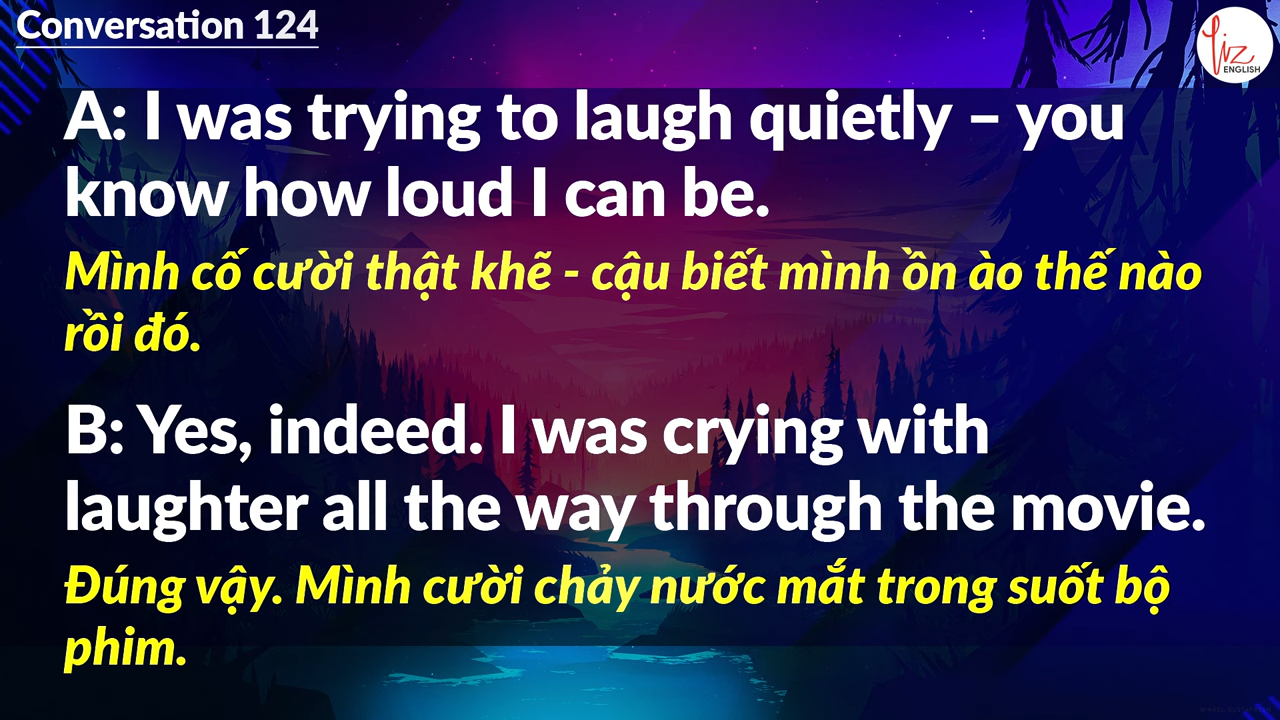 Conversation 124
Liz
ENGLISH
A: I was trying to laugh quietly – you
know how loud I can be.
Mình cố cười thật khẽ - cậu biết mình ồn ào thế nào
rồi đó.
B: Yes, indeed. I was crying with
laughter all the way through the movie.
Đúng vậy. Mình cười chảy nước mắt trong suốt bộ
phim.